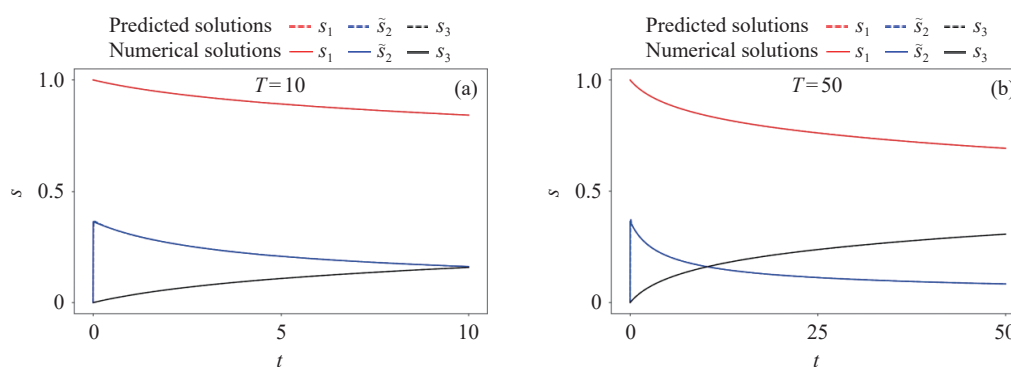 Predicted solutions s₁ s̃₂ s₃
Numerical solutions s₁ s̃₂ s₃
T=10
(a)
1.0
0.5
0
s
0 5 10
t
Predicted solutions s₁ s̃₂ s₃
Numerical solutions s₁ s̃₂ s₃
T=50
(b)
1.0
0.5
0
s
0 25 50
t